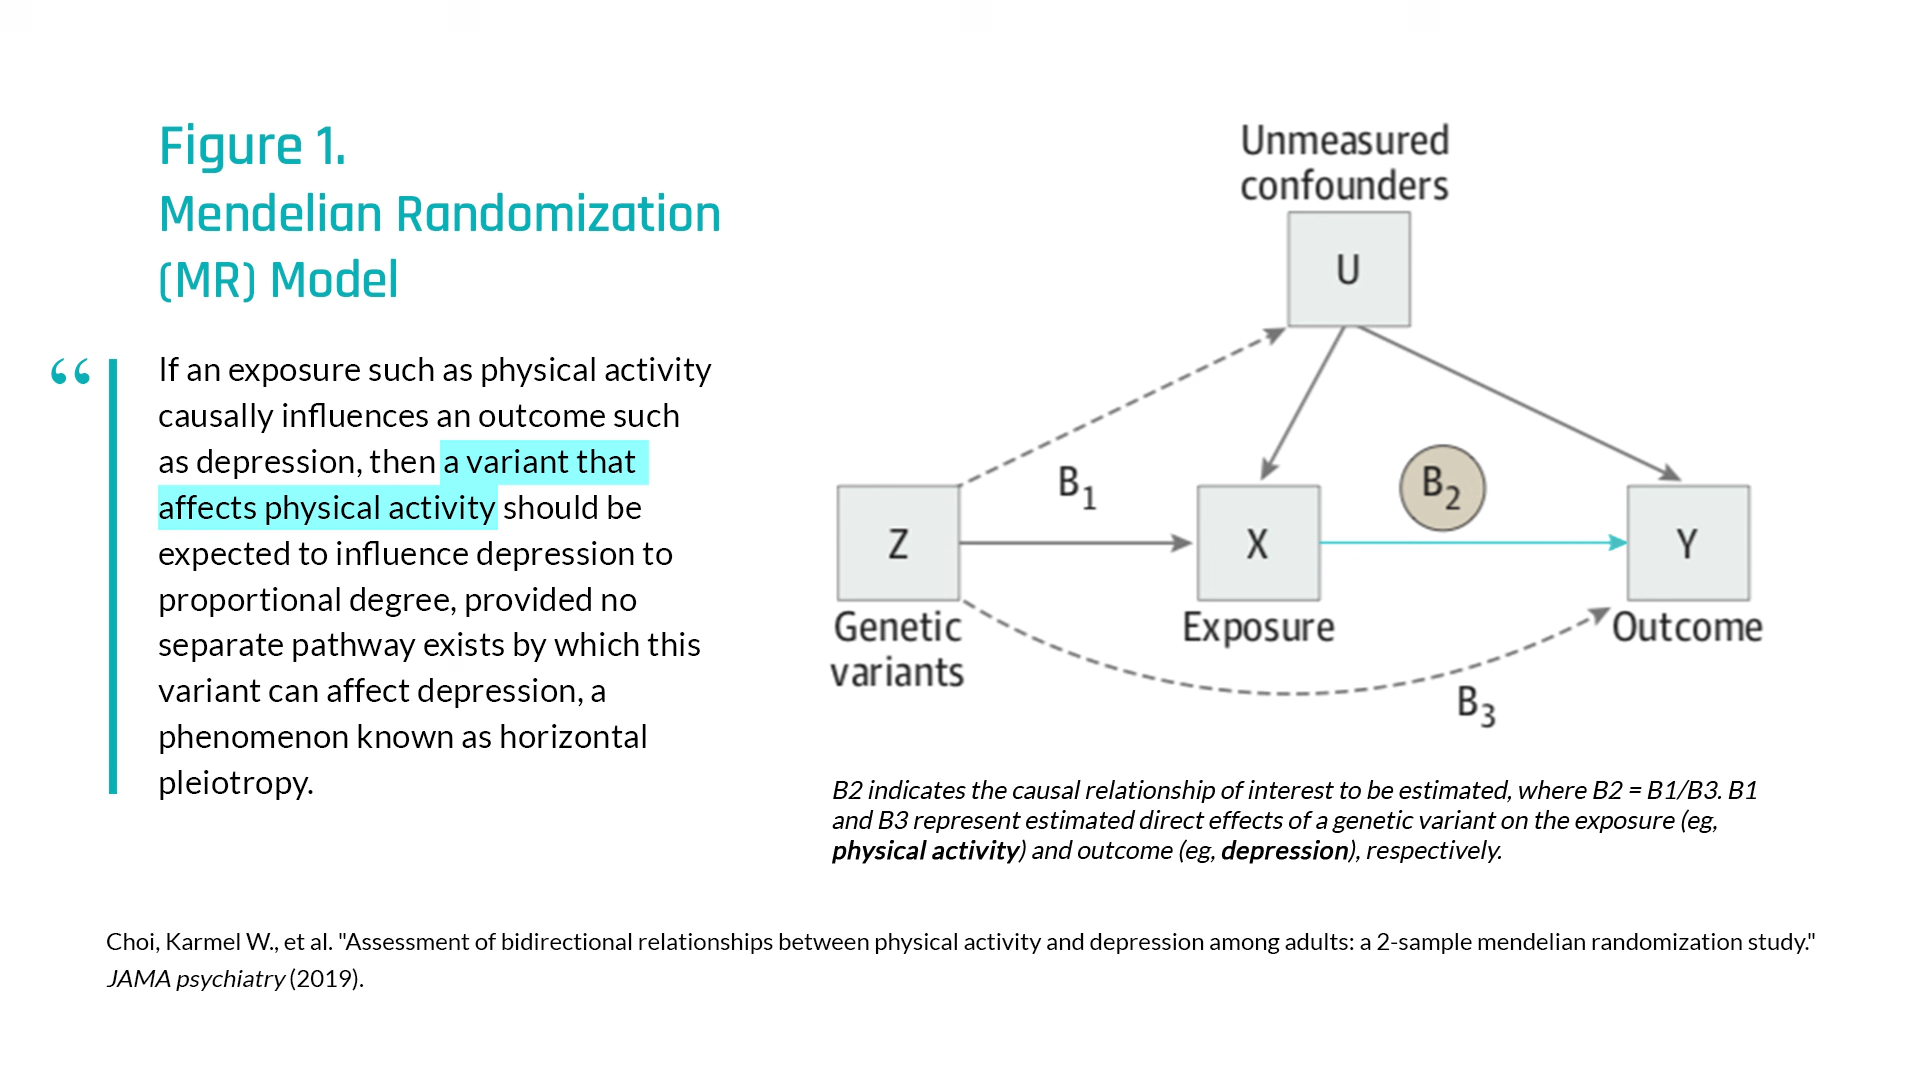 Figure 1.
Mendelian Randomization
(MR) Model
“
If an exposure such as physical activity
causally influences an outcome such
as depression, then a variant that
affects physical activity should be
expected to influence depression to
proportional degree, provided no
separate pathway exists by which this
variant can affect depression, a
phenomenon known as horizontal
pleiotropy.
Unmeasured
confounders
U
B1
B2
Z
X
Y
Genetic
variants
Exposure
Outcome
B3
B2 indicates the causal relationship of interest to be estimated, where B2 = B1/B3. B1
and B3 represent estimated direct effects of a genetic variant on the exposure (eg,
physical activity) and outcome (eg, depression), respectively.
Choi, Karmel W., et al. "Assessment of bidirectional relationships between physical activity and depression among adults: a 2-sample mendelian randomization study."
JAMA psychiatry (2019).